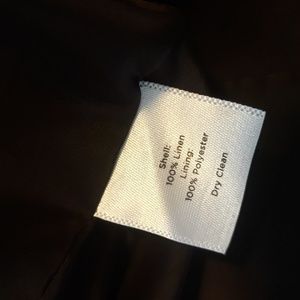 Shell:
100% Linen
Lining:
100% Polyester
Dry Clean